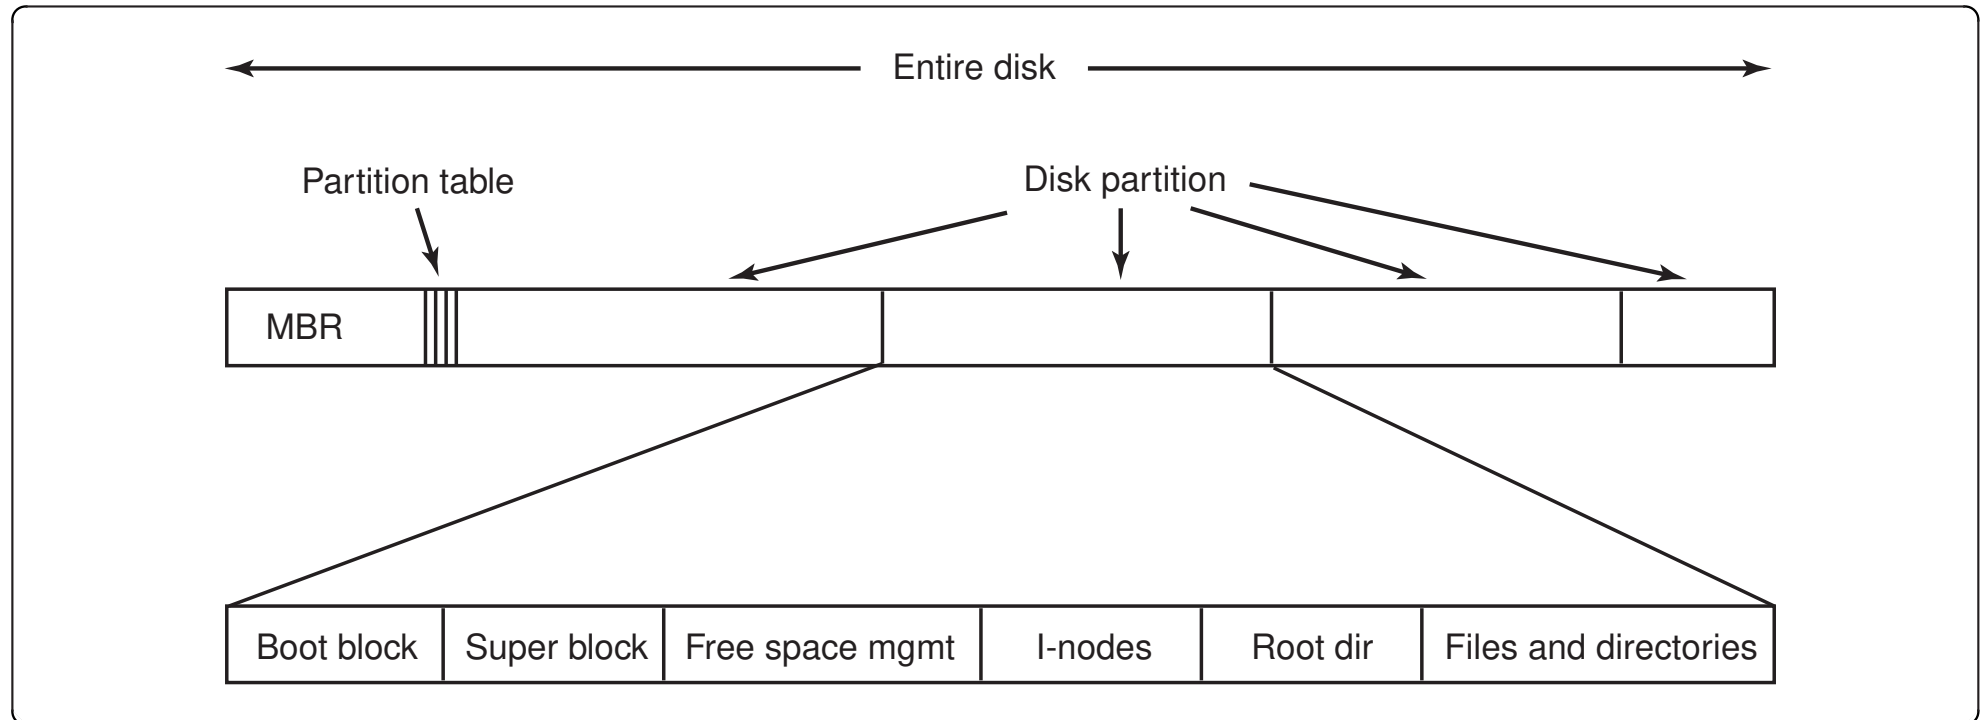 Entire disk
Partition table
Disk partition
MBR
Boot block
Super block
Free space mgmt
I-nodes
Root dir
Files and directories